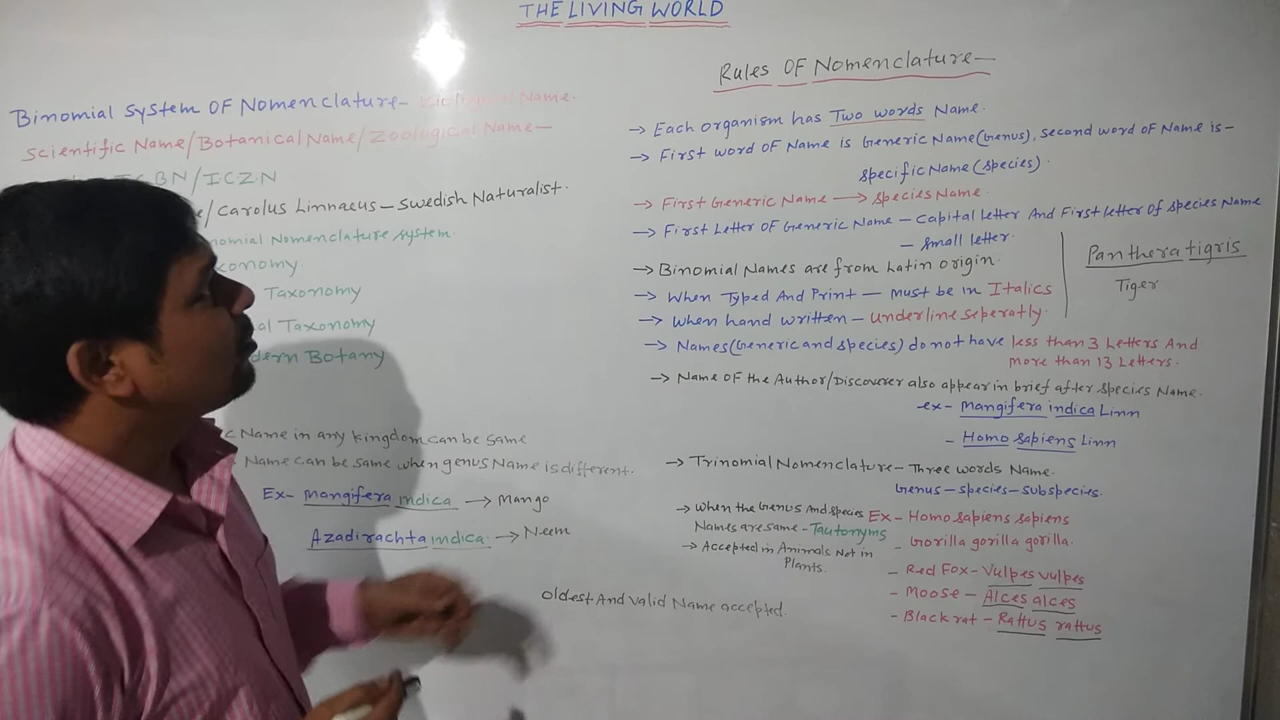 THE LIVING WORLD
Binomial System OF Nomenclature- Biological Name.
Scientific Name/Botanical Name/Zoological Name-
BN/ICZN
/Carolus Linnaeus-Swedish Naturalist.
nomial Nomenclature system.
xonomy.
Taxonomy
al Taxonomy
dern Botany
c Name in any kingdom can be same
Name can be same when genus Name is different.
Ex- Mangifera indica → Mango
Azadirachta indica → Neem
oldest And valid Name accepted.
Rules OF Nomenclature-
→ Each organism has Two words Name.
→ First word OF Name is Generic Name(Genus), second word OF Name is-
specific Name(species).
→ First Generic Name → species Name.
→ First Letter OF Generic Name - Capital letter And First letter Of species Name
- small letter.
→ Binomial Names are from Latin origin.
→ When Typed And Print - must be in Italics
→ when hand written - underline seperatly.
Panthera tigris
Tiger
→ Names(Generic and species) do not have less than 3 Letters And
more than 13 Letters.
→ Name OF the Author/Discoverer also appear in brief after species Name.
ex- Mangifera indica Linn
- Homo sapiens Linn
→ Trinomial Nomenclature - Three words Name.
Genus-species-subspecies.
→ when the Genus And species
Names are same - Tautonyms
→ Accepted in Animals Not in
Plants.
Ex- Homo sapiens sapiens
- Gorilla gorilla gorilla.
- Red Fox - Vulpes vulpes
- Moose - Alces alces
- Black rat - Rattus rattus